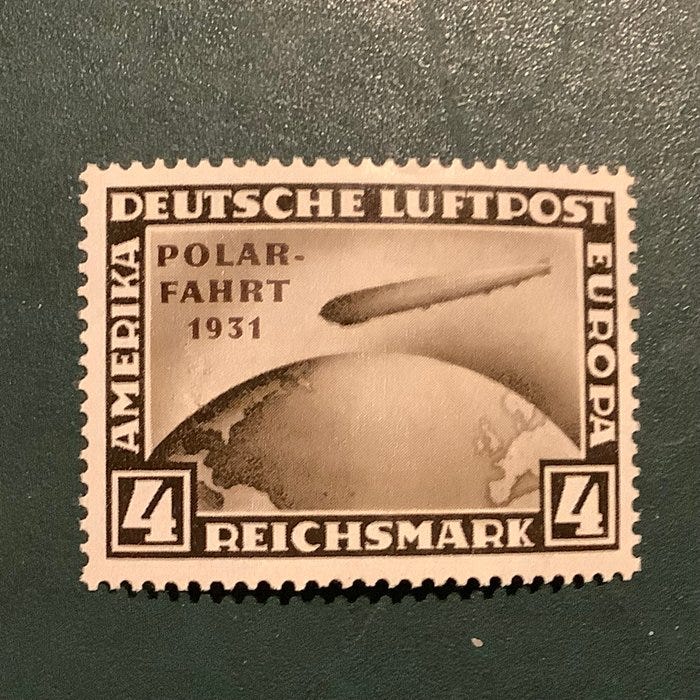 DEUTSCHE LUFTPOST
AMERIKA
POLAR-
FAHRT
1931
EUROPA
4
REICHSMARK
4